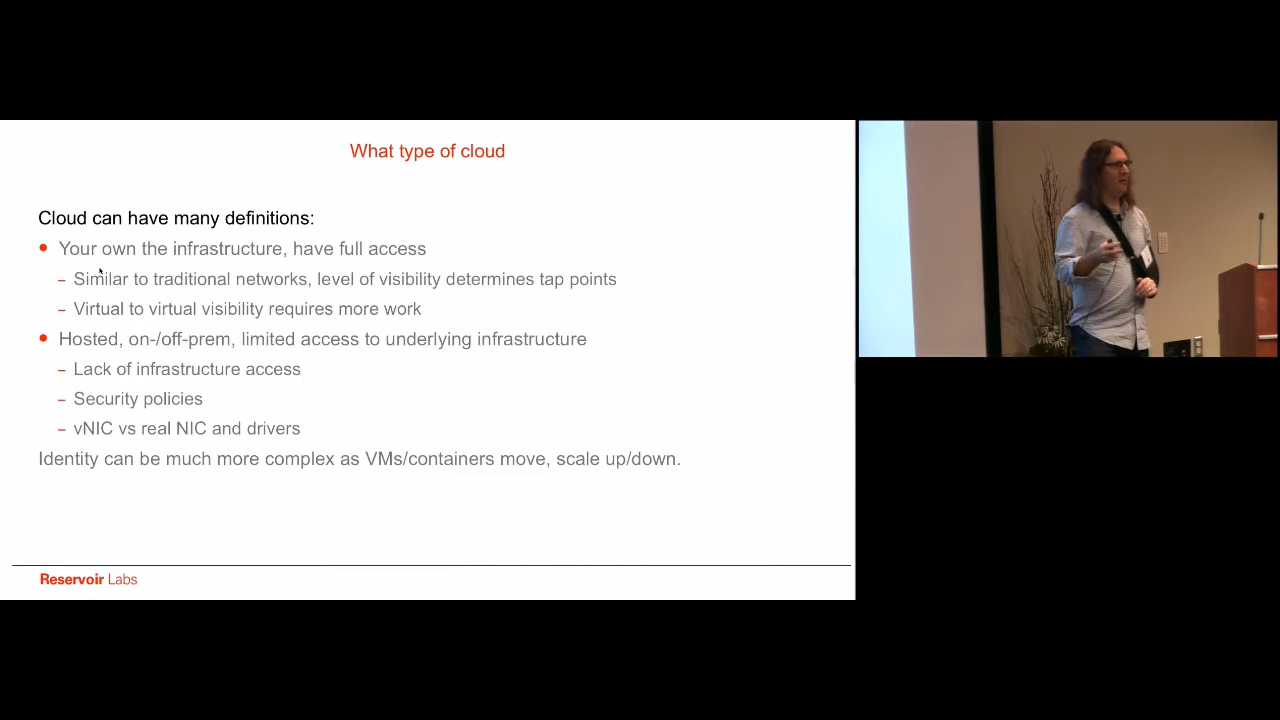 What type of cloud
Cloud can have many definitions:
• Your own the infrastructure, have full access
– Similar to traditional networks, level of visibility determines tap points
– Virtual to virtual visibility requires more work
• Hosted, on-/off-prem, limited access to underlying infrastructure
– Lack of infrastructure access
– Security policies
– vNIC vs real NIC and drivers
Identity can be much more complex as VMs/containers move, scale up/down.
Reservoir Labs